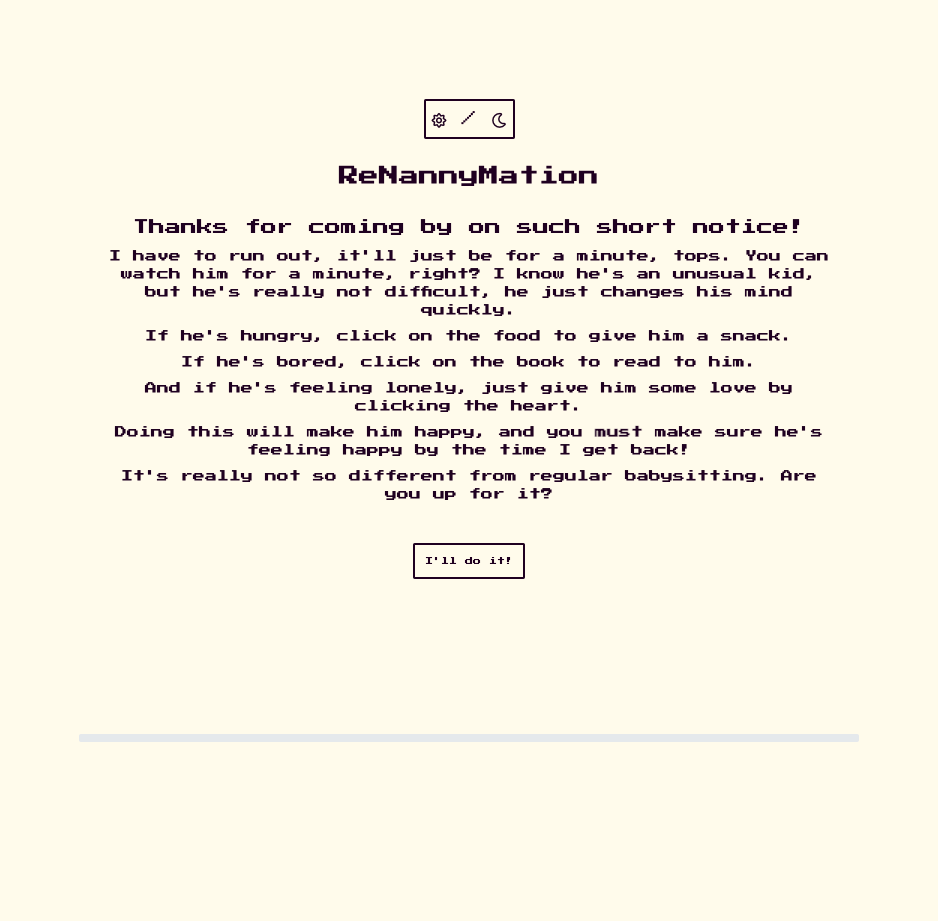 /
ReNannyMation
Thanks for coming by on such short notice!
I have to run out, it'll just be for a minute, tops. You can
watch him for a minute, right? I know he's an unusual kid,
but he's really not difficult, he just changes his mind
quickly.
If he's hungry, click on the food to give him a snack.
If he's bored, click on the book to read to him.
And if he's feeling lonely, just give him some love by
clicking the heart.
Doing this will make him happy, and you must make sure he's
feeling happy by the time I get back!
It's really not so different from regular babysitting. Are
you up for it?
I'll do it!